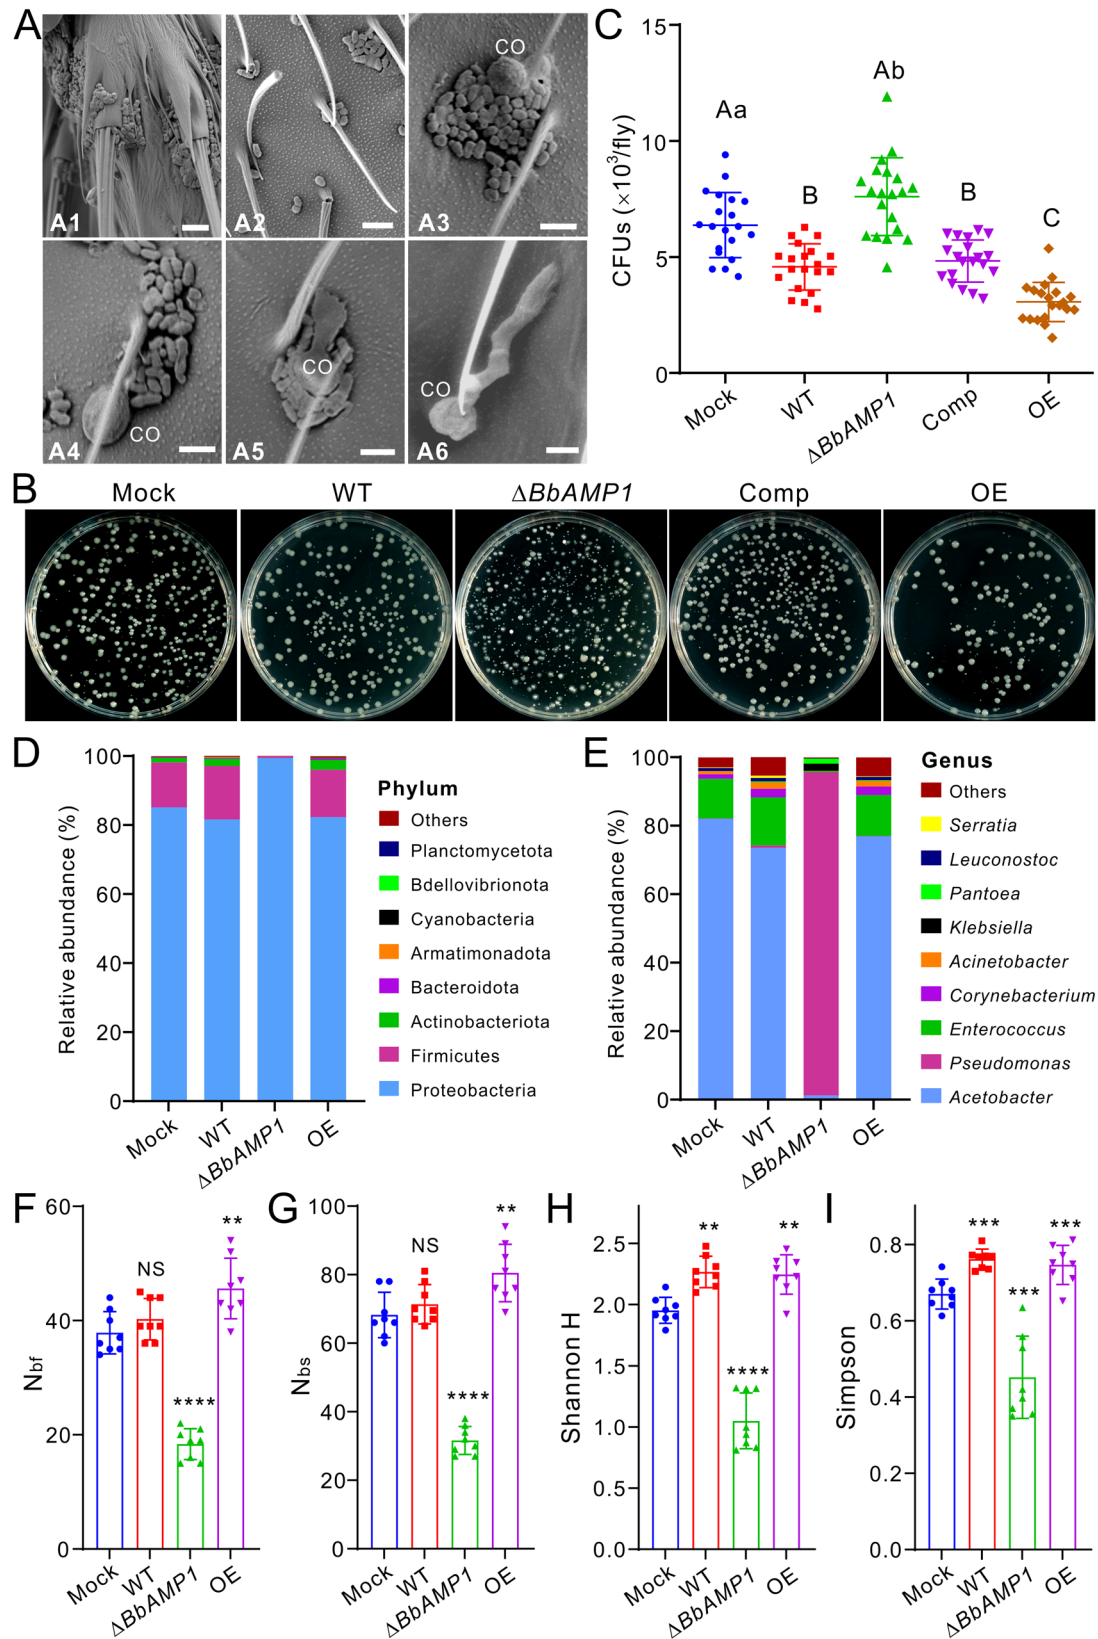 A
A1
A2
A3
CO
A4
CO
A5
CO
A6
CO
C
CFUs (×10³/fly)
15
10
5
0
Aa
B
Ab
B
C
Mock
WT
ΔBbAMP1
Comp
OE
B
Mock
WT
ΔBbAMP1
Comp
OE
D
Relative abundance (%)
100
80
60
40
20
0
Mock
WT
ΔBbAMP1
OE
Phylum
Others
Planctomycetota
Bdellovibrionota
Cyanobacteria
Armatimonadota
Bacteroidota
Actinobacteriota
Firmicutes
Proteobacteria
E
Relative abundance (%)
100
80
60
40
20
0
Mock
WT
ΔBbAMP1
OE
Genus
Others
Serratia
Leuconostoc
Pantoea
Klebsiella
Acinetobacter
Corynebacterium
Enterococcus
Pseudomonas
Acetobacter
F
Nbf
60
40
20
0
NS
****
**
Mock
WT
ΔBbAMP1
OE
G
Nbs
100
80
60
40
20
0
NS
****
**
Mock
WT
ΔBbAMP1
OE
H
Shannon H
2.5
2.0
1.5
1.0
0.5
0.0
**
****
**
Mock
WT
ΔBbAMP1
OE
I
Simpson
0.8
0.6
0.4
0.2
0.0
***
***
***
Mock
WT
ΔBbAMP1
OE